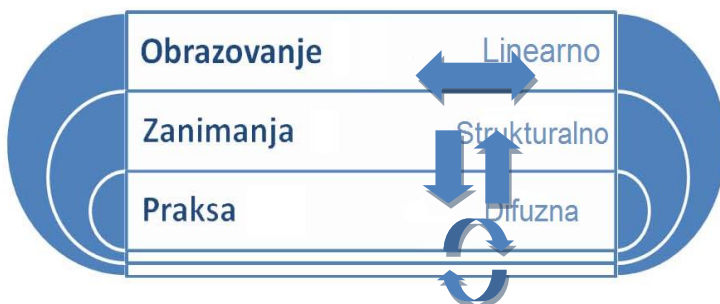 Obrazovanje Linearno
Zanimanja Strukturalno
Praksa Difuzna